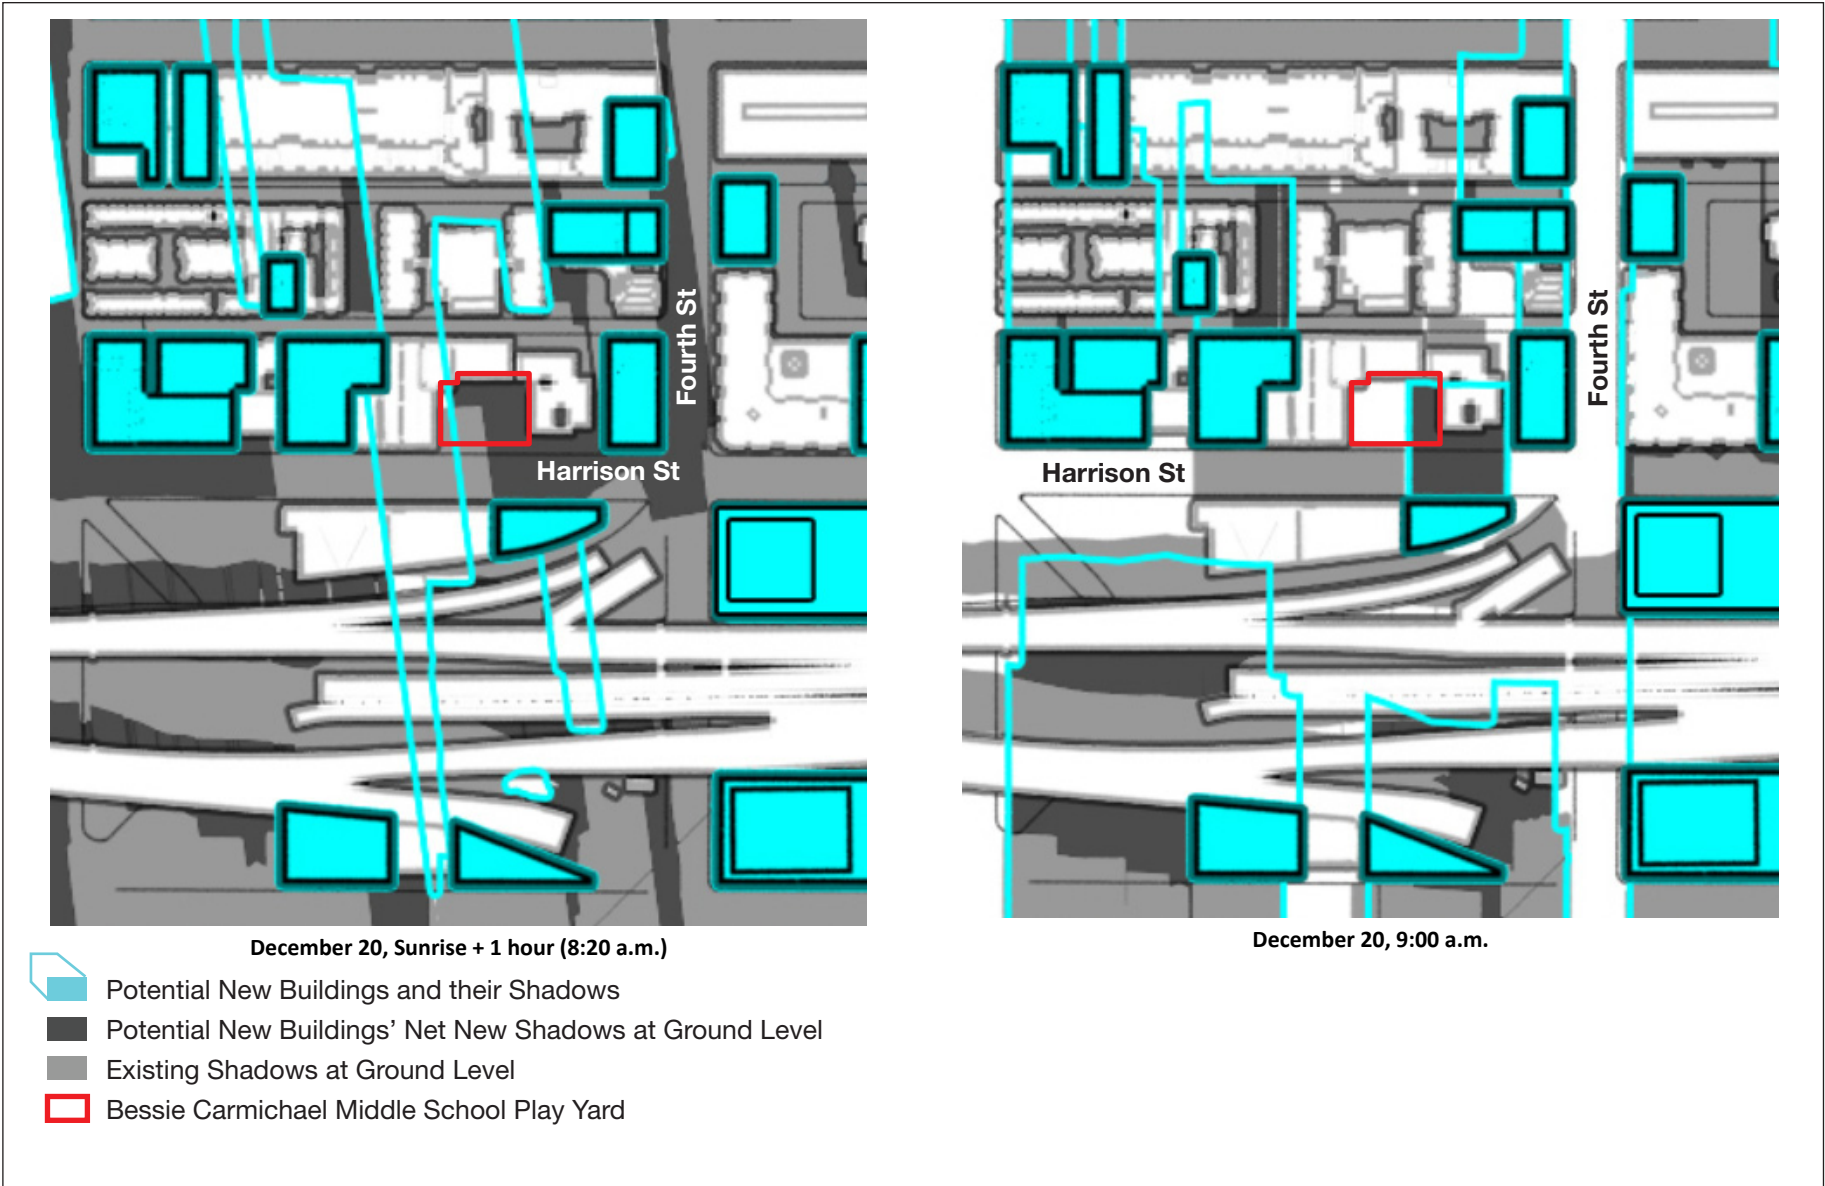 Fourth St
Harrison St
Fourth St
Harrison St
December 20, Sunrise + 1 hour (8:20 a.m.)
December 20, 9:00 a.m.
Potential New Buildings and their Shadows
Potential New Buildings’ Net New Shadows at Ground Level
Existing Shadows at Ground Level
Bessie Carmichael Middle School Play Yard